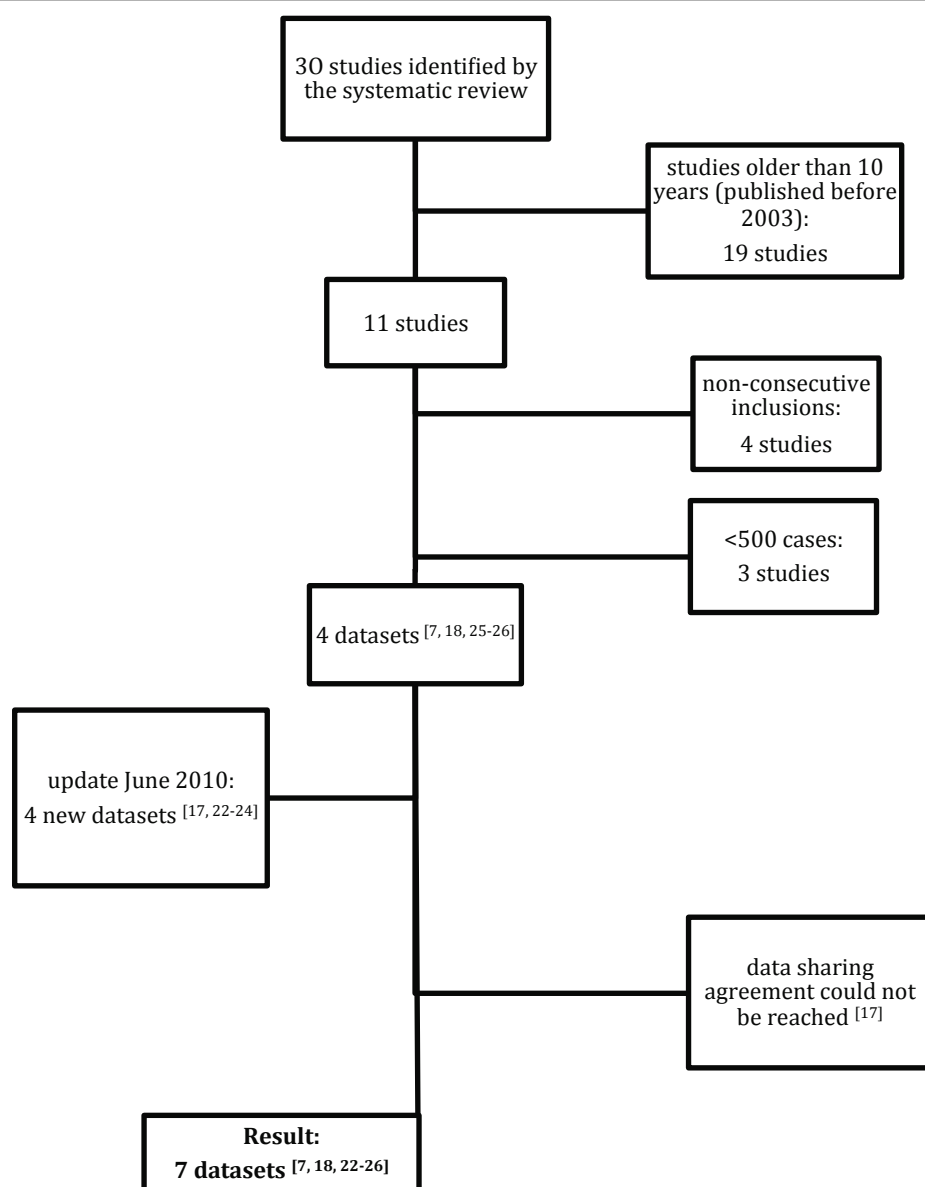 3O studies identified by
the systematic review
studies older than 10
years (published before
2003):
19 studies
11 studies
non-consecutive
inclusions:
4 studies
<500 cases:
3 studies
4 datasets [7, 18, 25-26]
update June 2010:
4 new datasets [17, 22-24]
data sharing
agreement could not
be reached [17]
Result:
7 datasets [7, 18, 22-26]